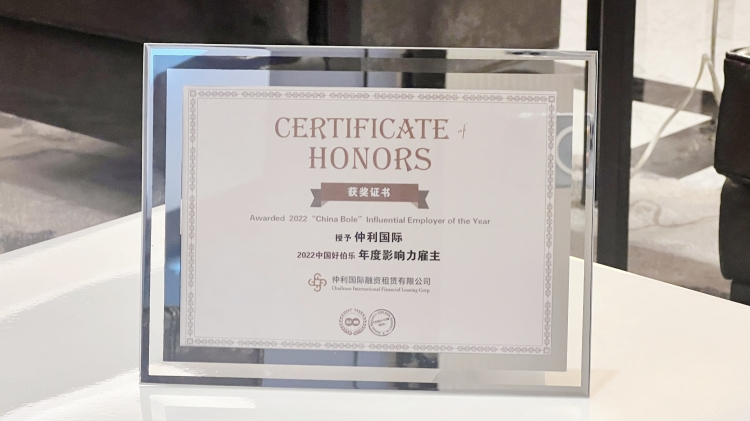 CERTIFICATE of
HONORS
获奖证书
Awarded 2022 "China Bole" Influential Employer of the Year
授予 仲利国际
2022中国好伯乐 年度影响力雇主
仲利国际融资租赁有限公司
Chailease International Financial Leasing Corp.